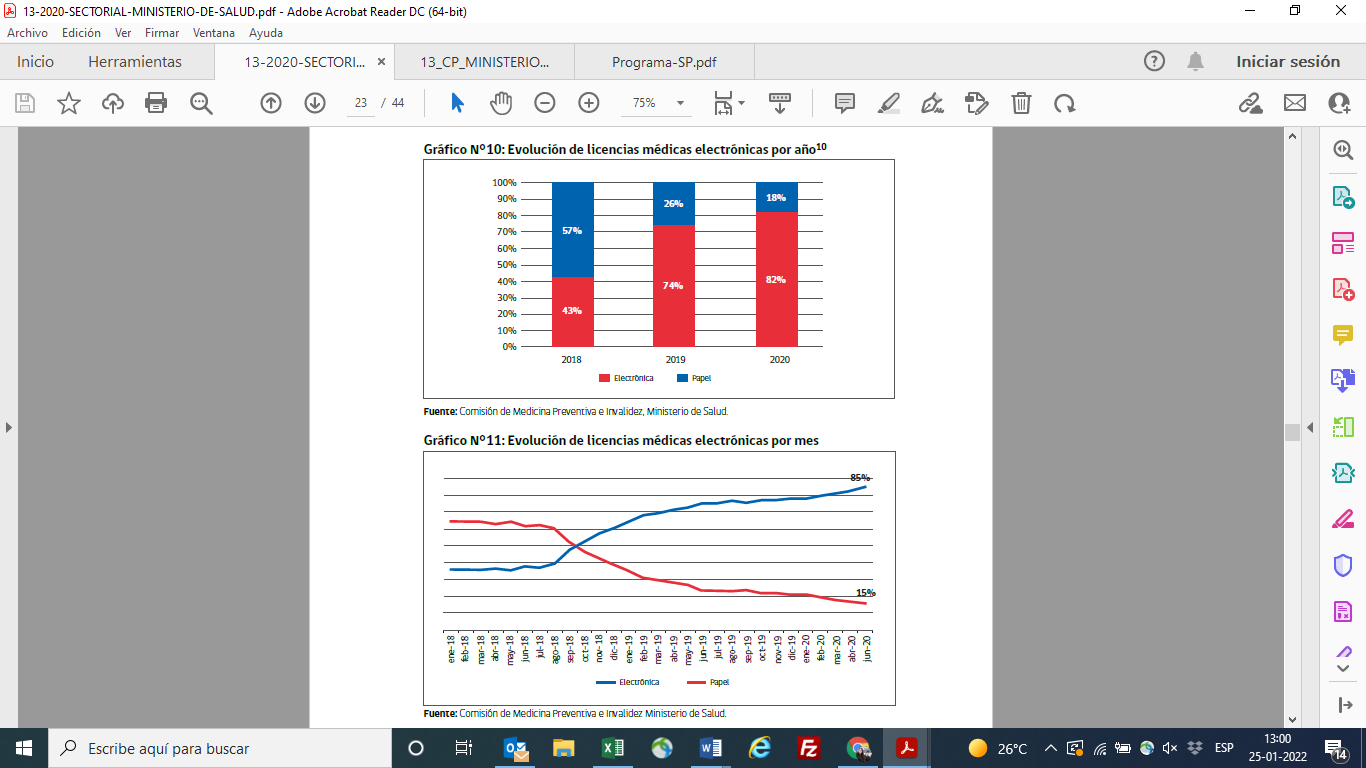 13-2020-SECTORIAL-MINISTERIO-DE-SALUD.pdf - Adobe Acrobat Reader DC (64-bit)
Archivo Edición Ver Firmar Ventana Ayuda
Inicio Herramientas 13-2020-SECTORI... × 13_CP_MINISTERIO... Programa-SP.pdf Iniciar sesión
23 / 44 75%
Gráfico Nº10: Evolución de licencias médicas electrónicas por año10
100%
90%
80%
70%
60%
50%
40%
30%
20%
10%
0%
57% 26% 18%
43% 74% 82%
2018 2019 2020
Electrónica Papel
Fuente: Comisión de Medicina Preventiva e Invalidez, Ministerio de Salud.
Gráfico Nº11: Evolución de licencias médicas electrónicas por mes
85%
15%
ene-18 feb-18 mar-18 abr-18 may-18 jun-18 jul-18 ago-18 sep-18 oct-18 nov-18 dic-18 ene-19 feb-19 mar-19 abr-19 may-19 jun-19 jul-19 ago-19 sep-19 oct-19 nov-19 dic-19 ene-20 feb-20 mar-20 abr-20 jun-20
Electrónica Papel
Fuente: Comisión de Medicina Preventiva e Invalidez Ministerio de Salud.
Escribe aquí para buscar 26°C ESP 13:00
25-01-2022 14